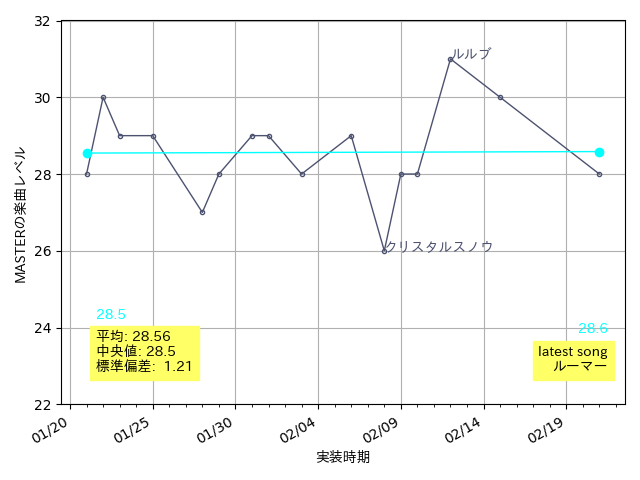 32
30
28
26
24
22
MASTERの楽曲レベル
ルルブ
クリスタルスノウ
28.5
平均: 28.56
中央値: 28.5
標準偏差: 1.21
28.6
latest song
ルーマー
01/20
01/25
01/30
02/04
02/09
02/14
02/19
実装時期